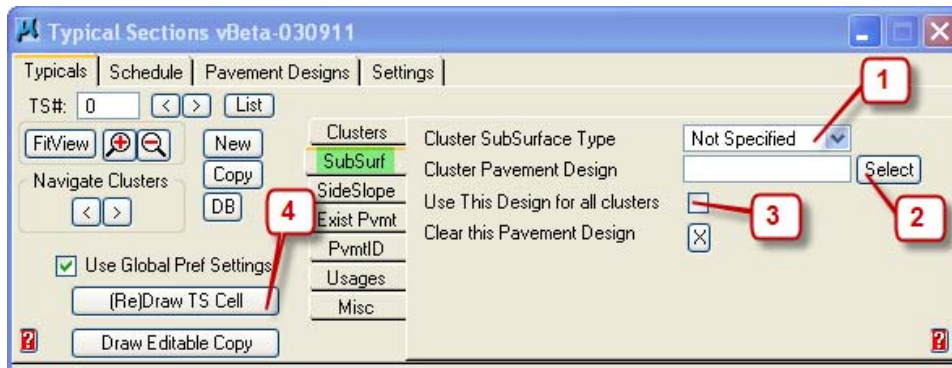 Typical Sections vBeta-030911
Typicals Schedule Pavement Designs Settings
TS#: 0 < > List
FitView
New
Copy
DB
Navigate Clusters
< >
Use Global Pref Settings
(Re)Draw TS Cell
Draw Editable Copy
Clusters
SubSurf
SideSlope
Exist Pvmt
PvmtID
Usages
Misc
Cluster SubSurface Type Not Specified
Cluster Pavement Design Select
Use This Design for all clusters
Clear this Pavement Design X
1
2
3
4
? ?